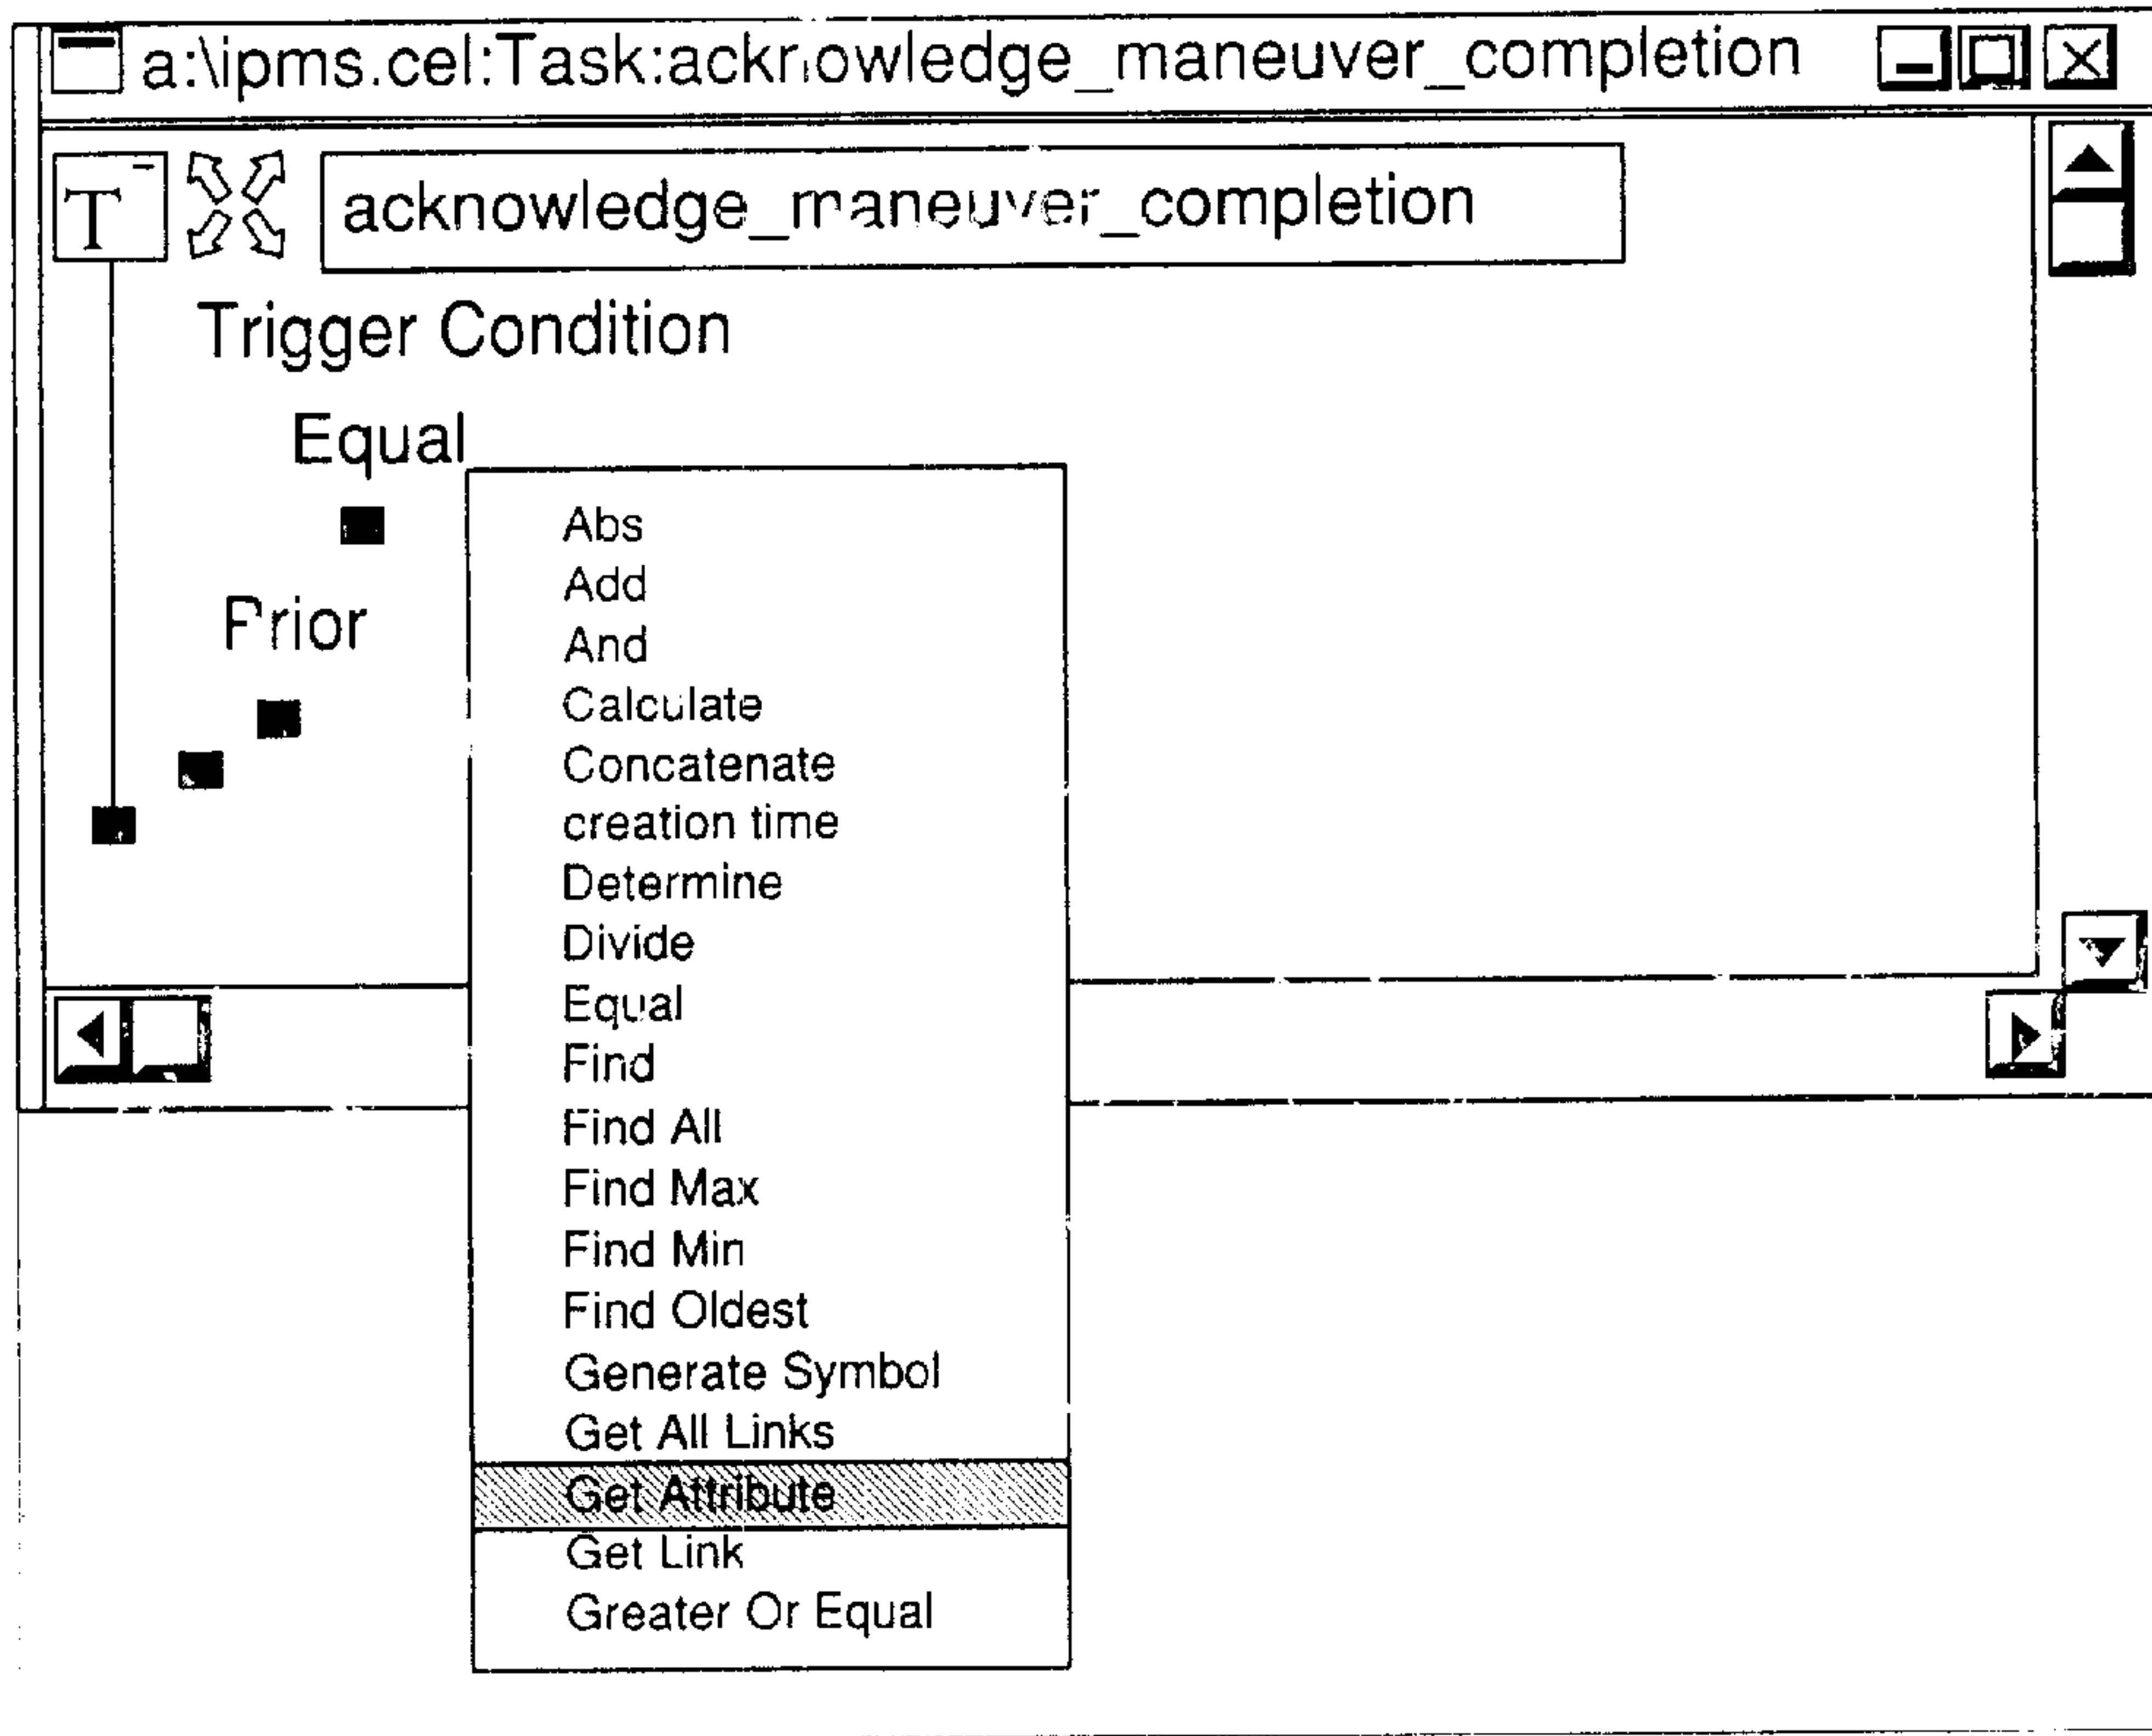 a:\ipms.cel:Task:acknowledge_maneuver_completion
T
acknowledge_maneuver_completion
Trigger Condition
Equal
Prior
Abs
Add
And
Calculate
Concatenate
creation time
Determine
Divide
Equal
Find
Find All
Find Max
Find Min
Find Oldest
Generate Symbol
Get All Links
Get Attribute
Get Link
Greater Or Equal